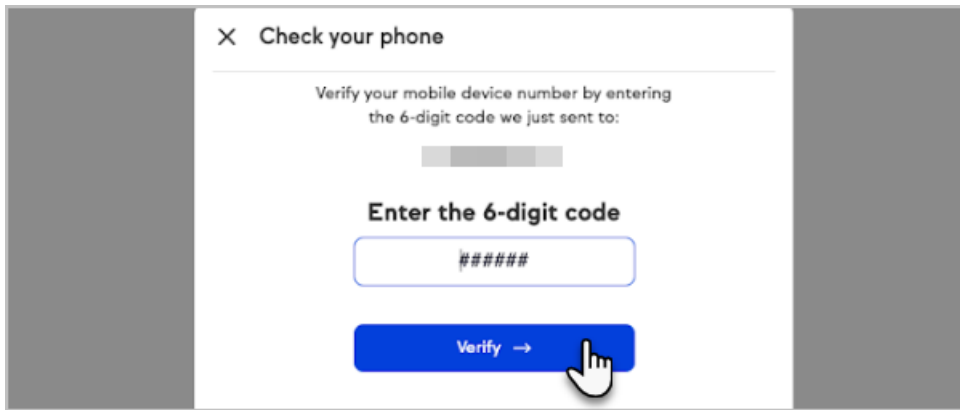 Check your phone
Verify your mobile device number by entering
the 6-digit code we just sent to:
Enter the 6-digit code
######
Verify →